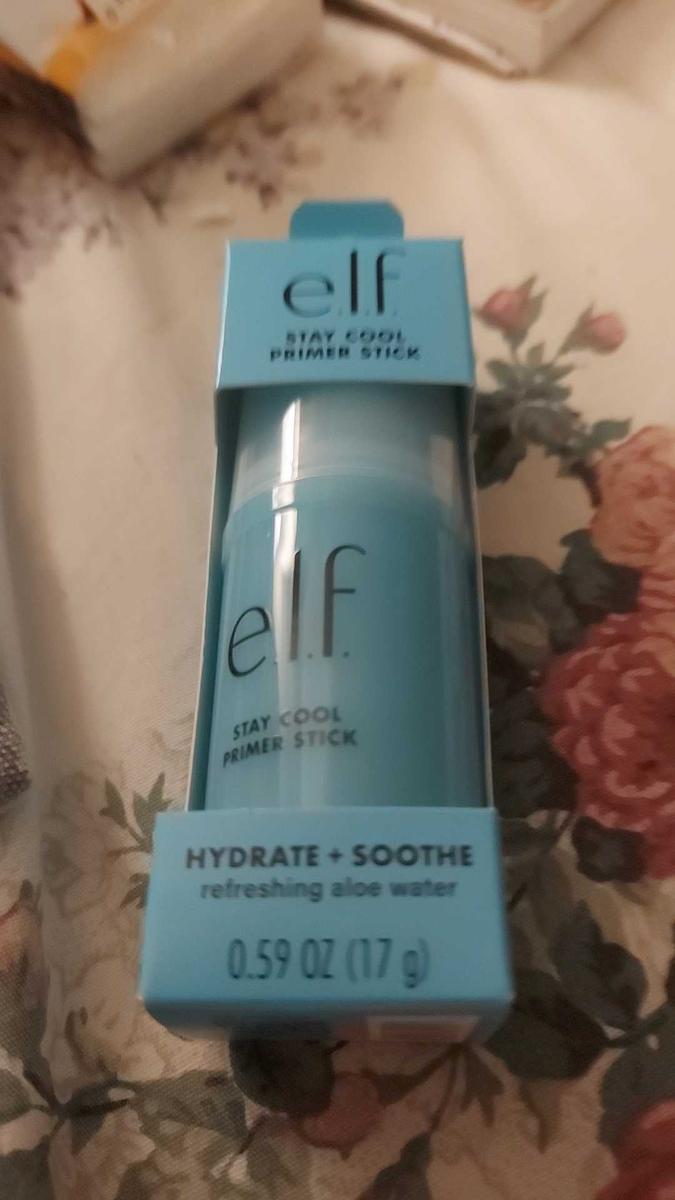 e.l.f.
STAY COOL
PRIMER STICK
e.l.f.
STAY COOL
PRIMER STICK
HYDRATE + SOOTHE
refreshing aloe water
0.59 OZ (17 g)